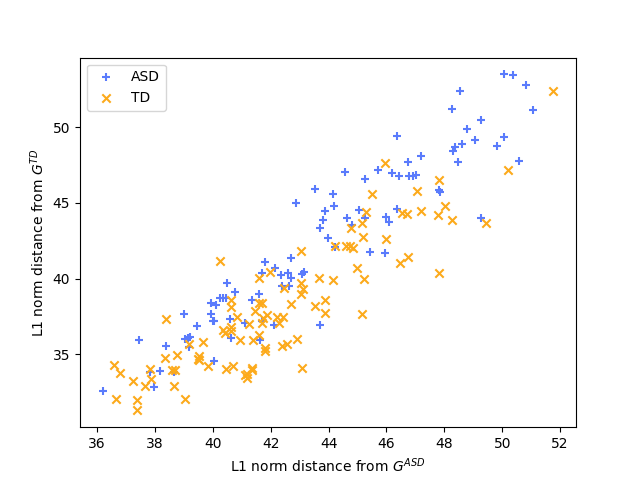 ASD
TD
50
45
40
35
L1 norm distance from G^{TD}
36 38 40 42 44 46 48 50 52
L1 norm distance from G^{ASD}